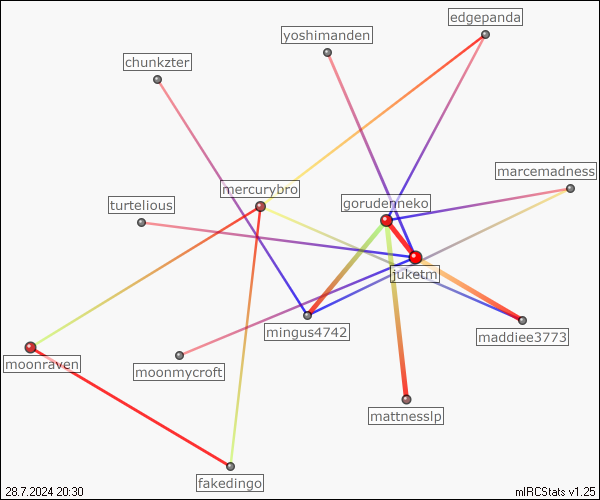 edgepanda
yoshimanden
chunkzter
marcemadness
mercurybro
gorudenneko
turtelious
juketm
mingus4742
maddiee3773
moonraven
moonmycroft
mattnesslp
fakedingo
28.7.2024 20:30
mIRCStats v1.25